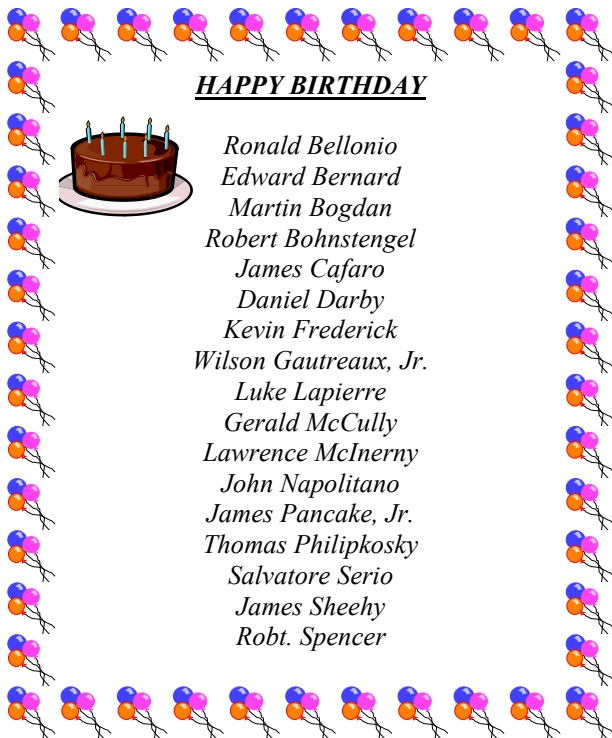 HAPPY BIRTHDAY
Ronald Bellonio
Edward Bernard
Martin Bogdan
Robert Bohnstengel
James Cafaro
Daniel Darby
Kevin Frederick
Wilson Gautreaux, Jr.
Luke Lapierre
Gerald McCully
Lawrence McInerny
John Napolitano
James Pancake, Jr.
Thomas Philipkosky
Salvatore Serio
James Sheehy
Robt. Spencer